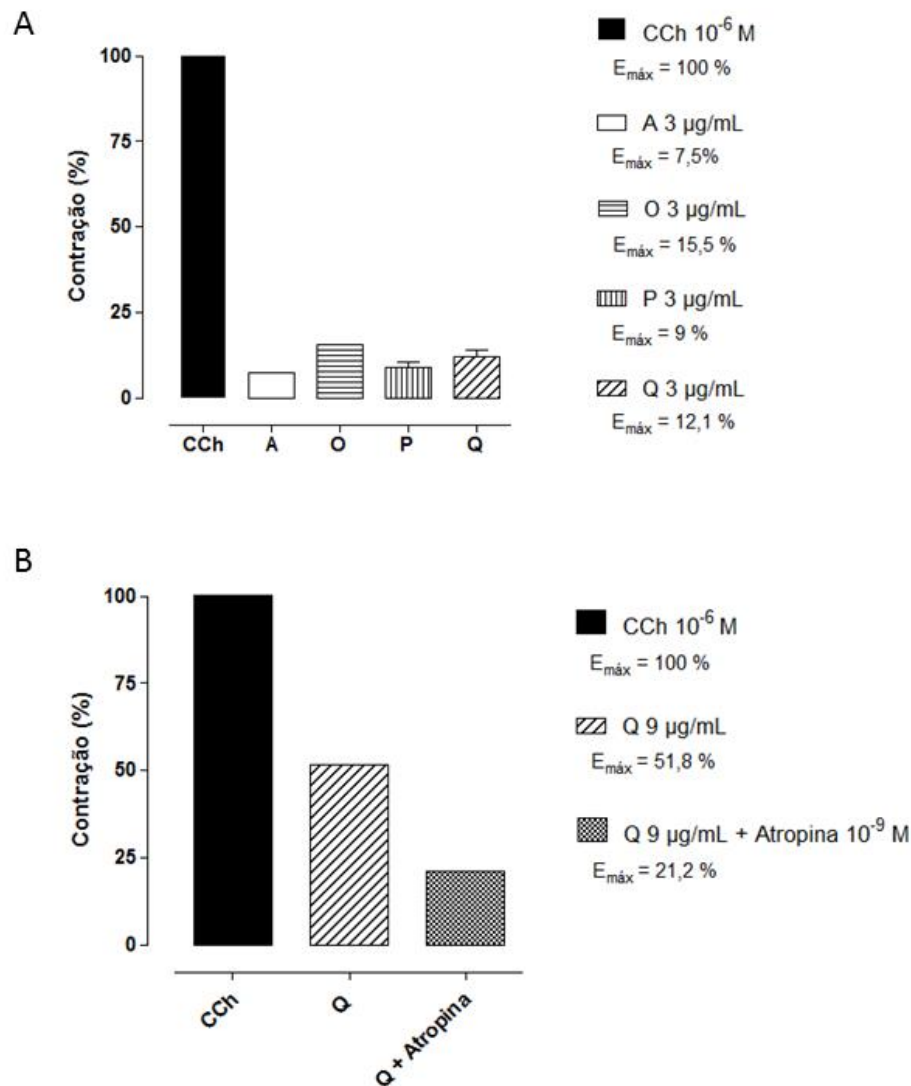 A
100
75
50
25
0
Contração (%)
CCh A O P Q
CCh 10⁻⁶ M
Eₘáₓ = 100 %
A 3 µg/mL
Eₘáₓ = 7,5%
O 3 µg/mL
Eₘáₓ = 15,5 %
P 3 µg/mL
Eₘáₓ = 9 %
Q 3 µg/mL
Eₘáₓ = 12,1 %
B
100
75
50
25
0
Contração (%)
CCh
Q
Q + Atropina
CCh 10⁻⁶ M
Eₘáₓ = 100 %
Q 9 µg/mL
Eₘáₓ = 51,8 %
Q 9 µg/mL + Atropina 10⁻⁹ M
Eₘáₓ = 21,2 %